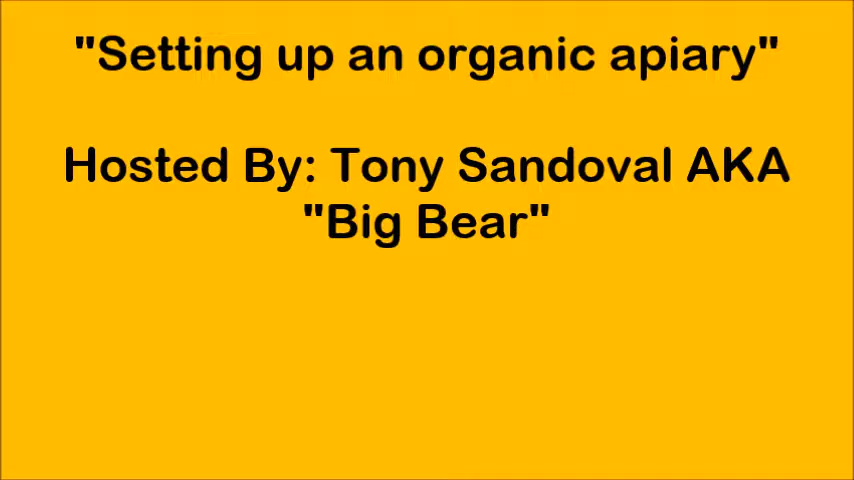 "Setting up an organic apiary"
Hosted By: Tony Sandoval AKA
"Big Bear"